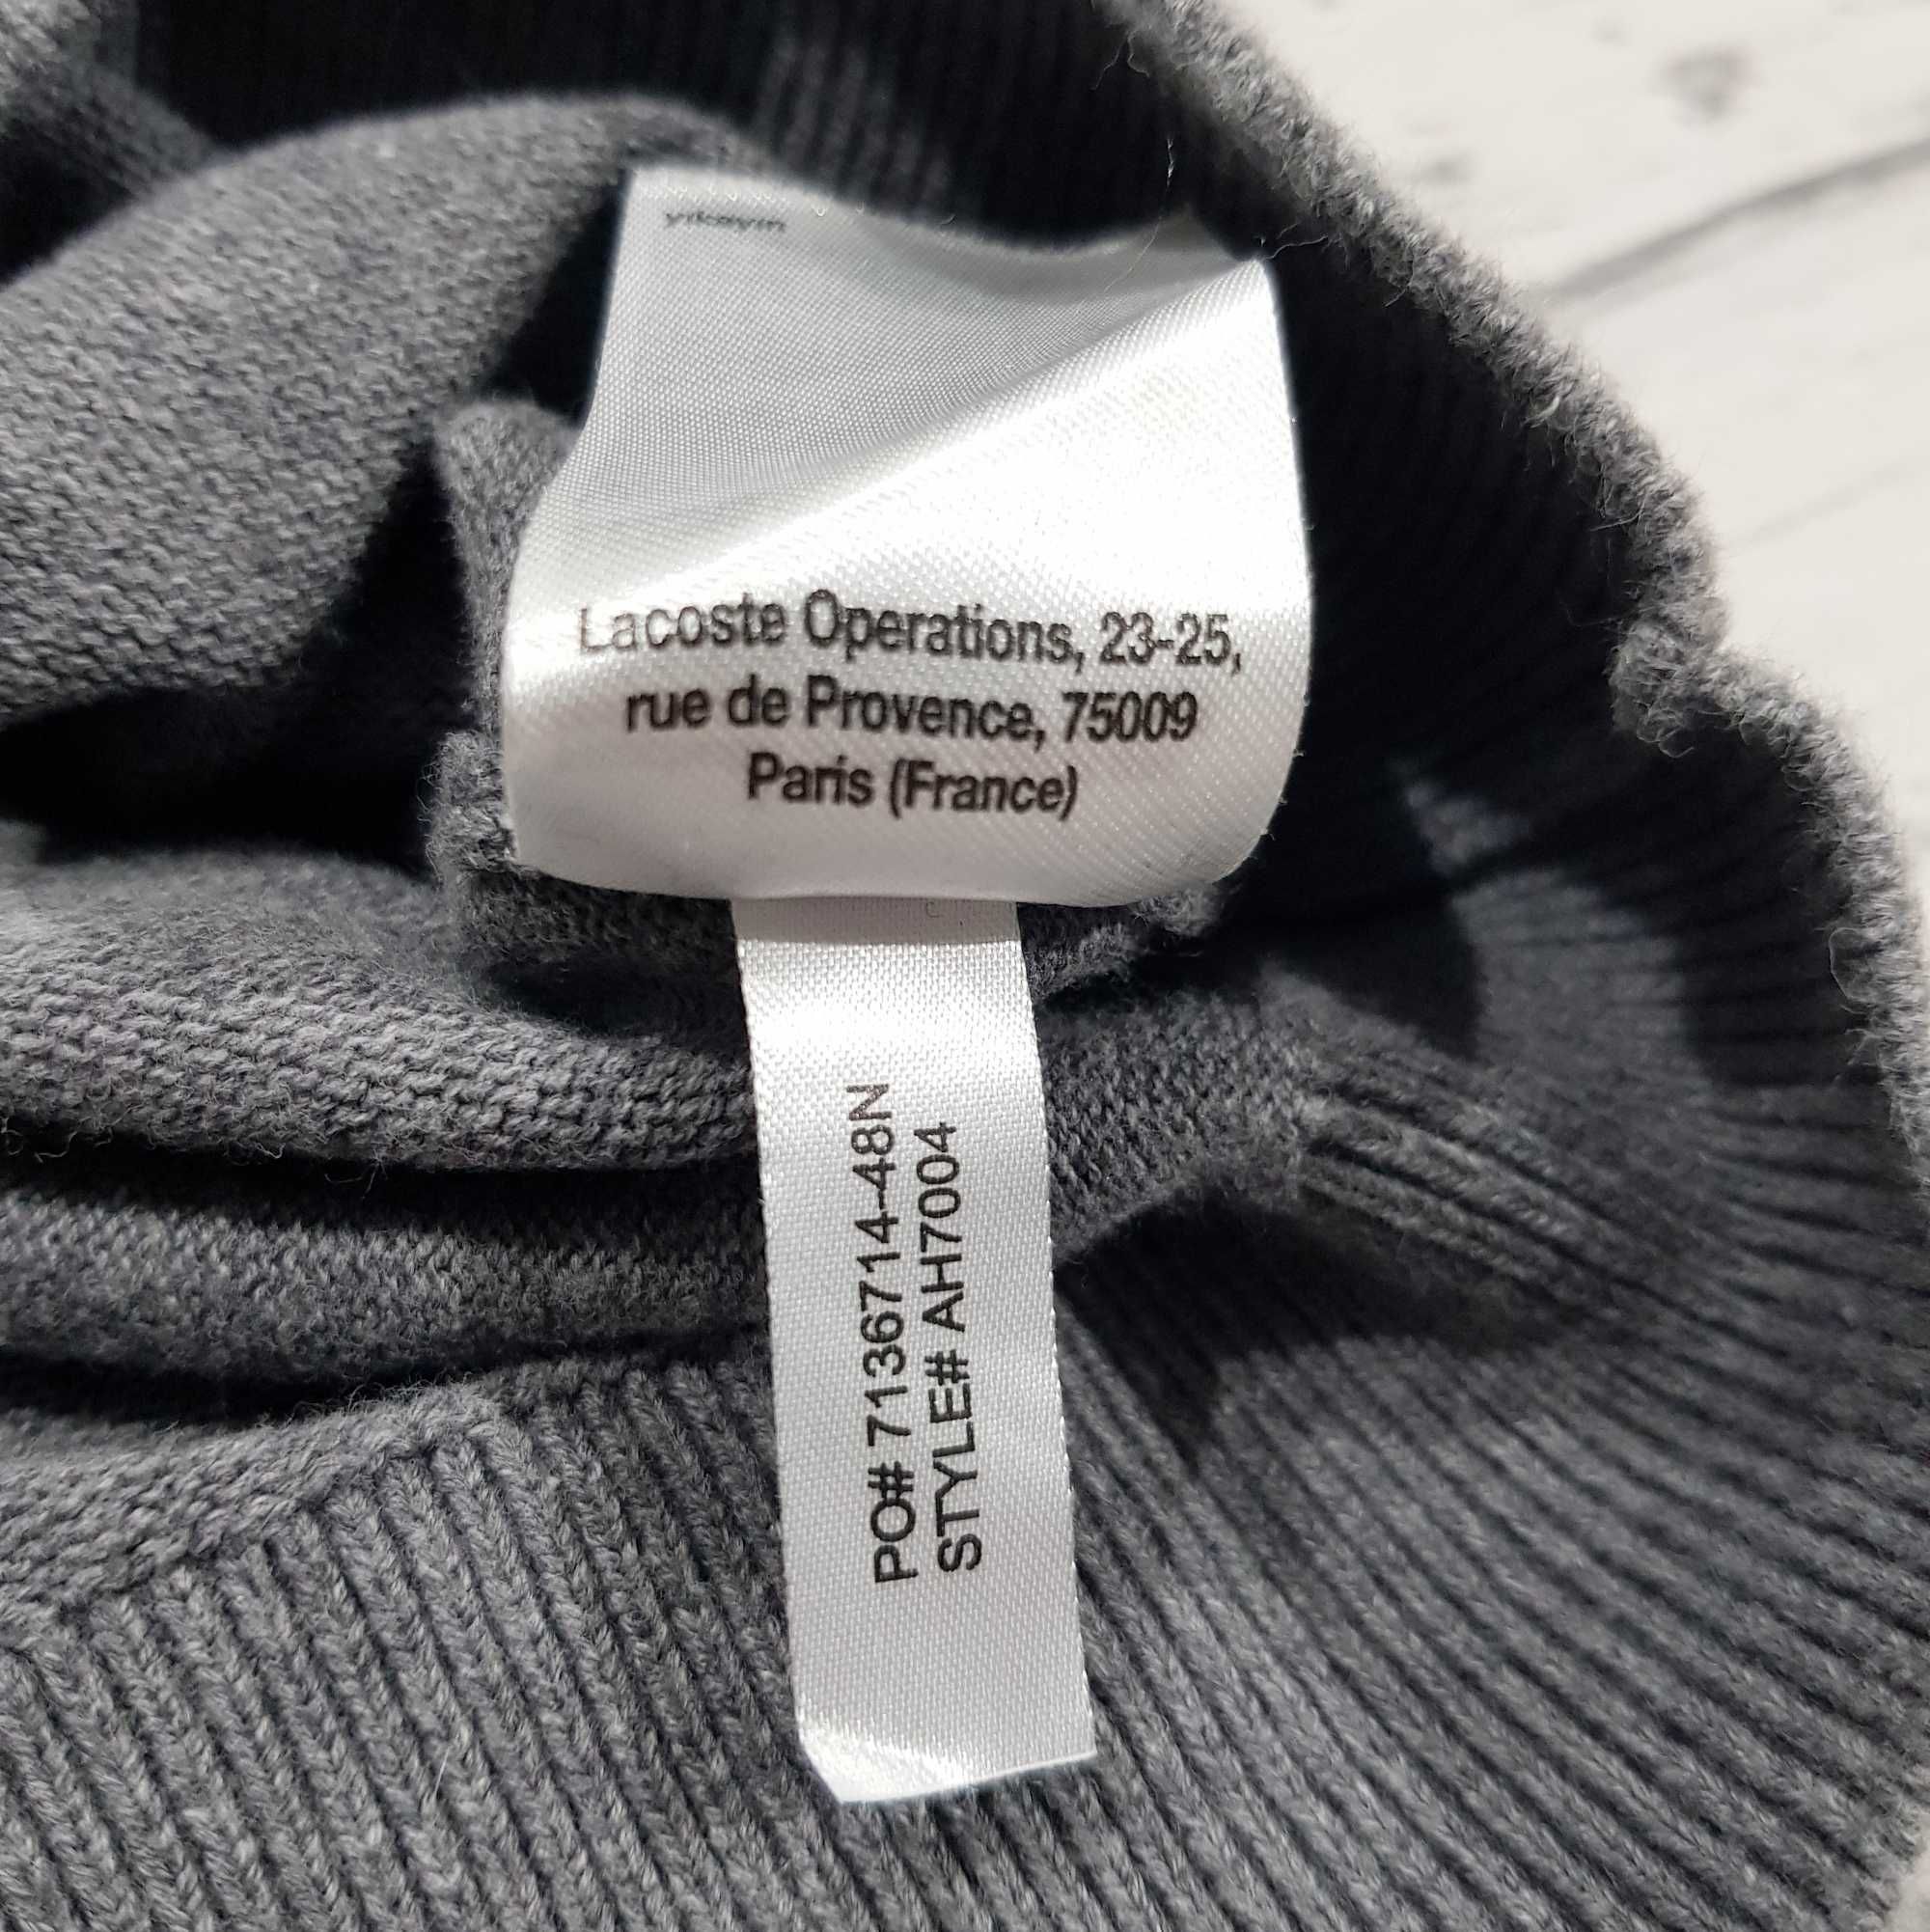 Lacoste Operations, 23-25,
rue de Provence, 75009
Paris (France)
PO# 7136714-48N
STYLE# AH7004